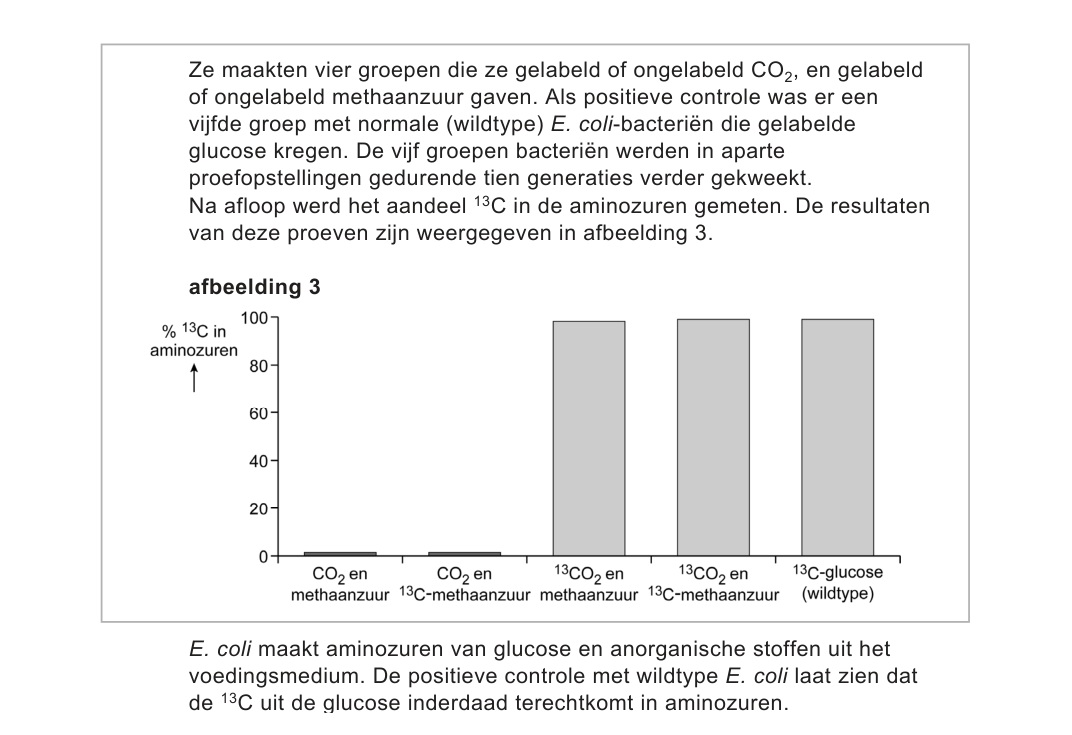 Ze maakten vier groepen die ze gelabeld of ongelabeld CO₂, en gelabeld
of ongelabeld methaanzuur gaven. Als positieve controle was er een
vijfde groep met normale (wildtype) E. coli-bacteriën die gelabelde
glucose kregen. De vijf groepen bacteriën werden in aparte
proefopstellingen gedurende tien generaties verder gekweekt.
Na afloop werd het aandeel ¹³C in de aminozuren gemeten. De resultaten
van deze proeven zijn weergegeven in afbeelding 3.
afbeelding 3
% ¹³C in
aminozuren
100
80
60
40
20
0
CO₂ en
methaanzuur
CO₂ en
¹³C-methaanzuur
¹³CO₂ en
methaanzuur
¹³CO₂ en
¹³C-methaanzuur
¹³C-glucose
(wildtype)
E. coli maakt aminozuren van glucose en anorganische stoffen uit het
voedingsmedium. De positieve controle met wildtype E. coli laat zien dat
de ¹³C uit de glucose inderdaad terechtkomt in aminozuren.